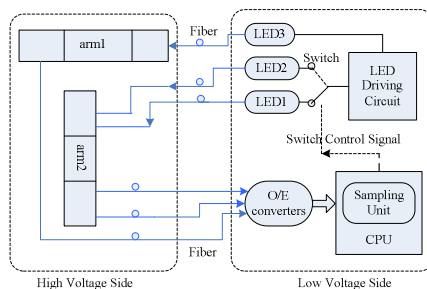 Fiber
LED3
arm1
Switch
LED2
LED
Driving
Circuit
LED1
Switch Control Signal
arm2
O/E
converters
Sampling
Unit
CPU
Fiber
High Voltage Side
Low Voltage Side